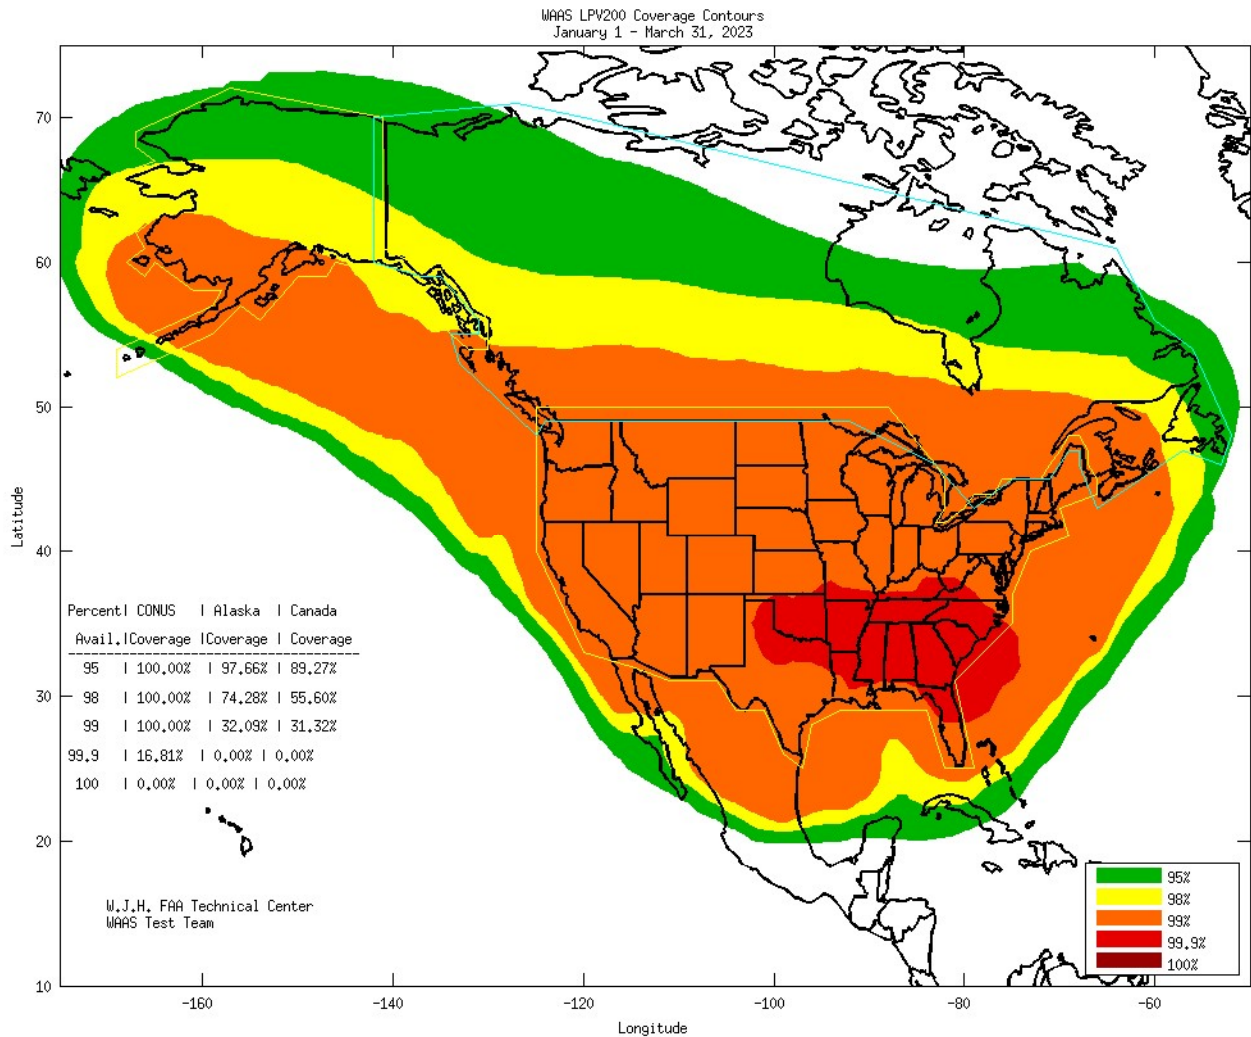 WAAS LPV200 Coverage Contours
January 1 - March 31, 2023
70
60
50
40
30
20
10
Latitude
Percent| CONUS | Alaska | Canada
Avail.|Coverage |Coverage | Coverage
--------------------------------------
95 | 100.00% | 97.66% | 89.27%
98 | 100.00% | 74.28% | 55.60%
99 | 100.00% | 32.09% | 31.32%
99.9 | 16.81% | 0.00% | 0.00%
100 | 0.00% | 0.00% | 0.00%
W.J.H. FAA Technical Center
WAAS Test Team
95%
98%
99%
99.9%
100%
-160 -140 -120 -100 -80 -60
Longitude